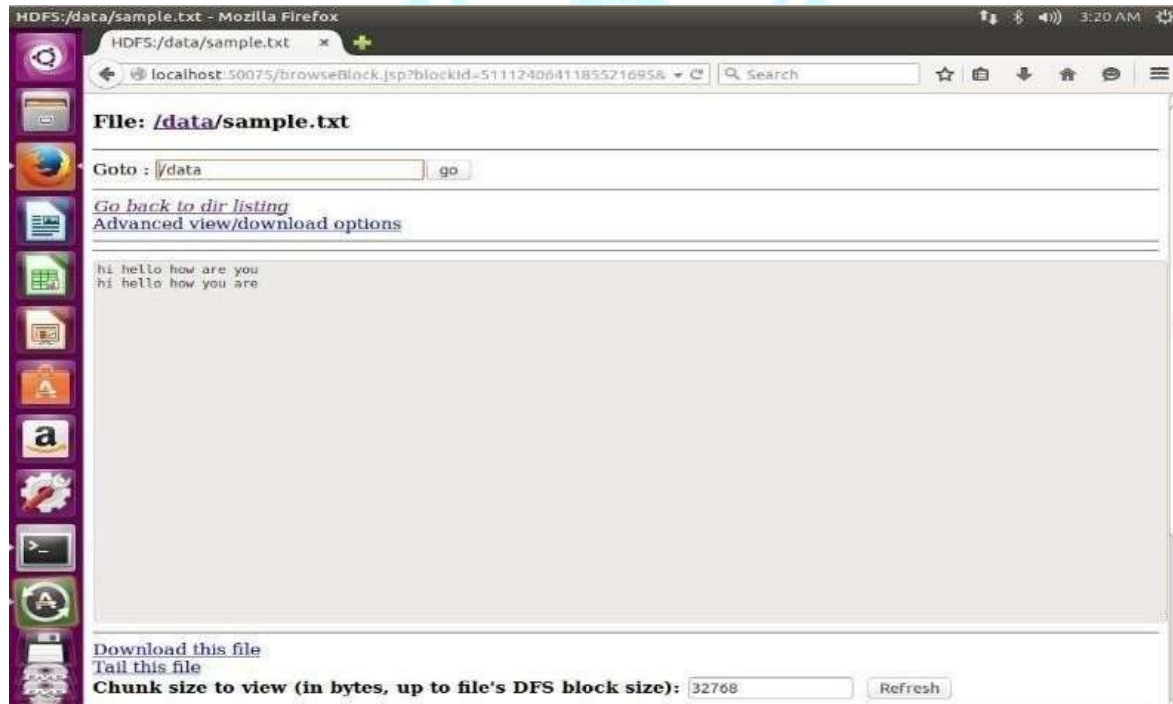 HDFS:/data/sample.txt - Mozilla Firefox
3:20 AM
HDFS:/data/sample.txt
localhost:50075/browseBlock.jsp?blockId=5111240641185521695&
Search
File: /data/sample.txt
Goto : /data
go
Go back to dir listing
Advanced view/download options
hi hello how are you
hi hello how you are
Download this file
Tail this file
Chunk size to view (in bytes, up to file's DFS block size): 32768
Refresh